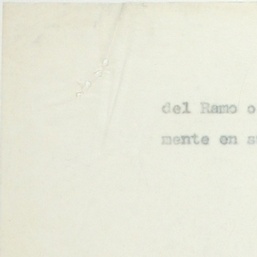 del Ramo o
mente en s